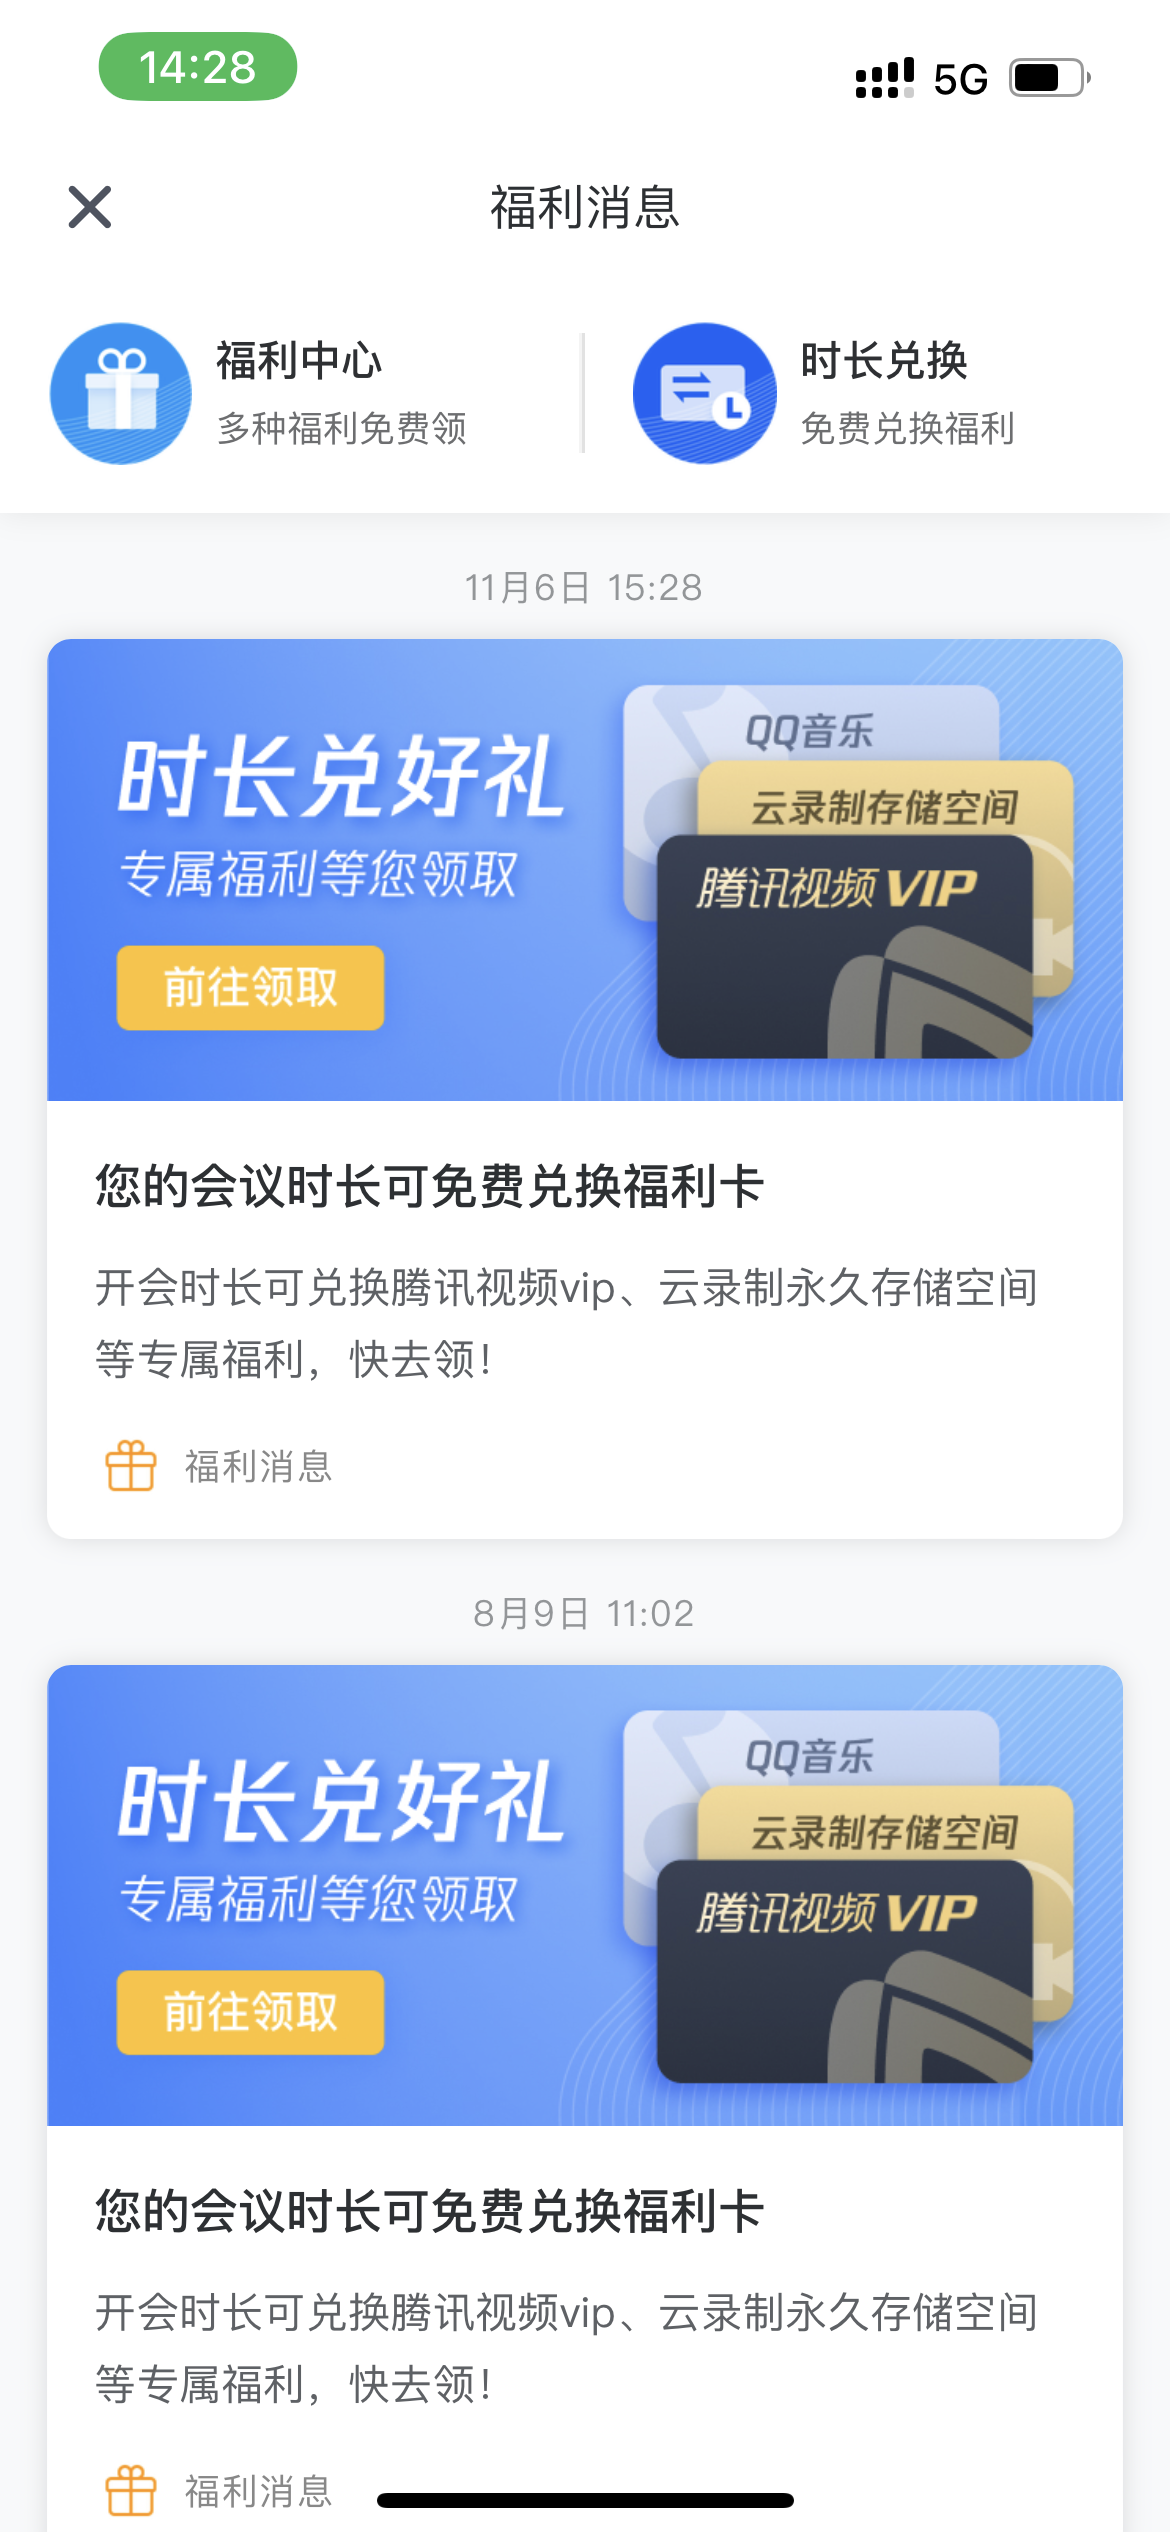 14:28
5G
福利消息
福利中心
多种福利免费领
时长兑换
免费兑换福利
11月6日 15:28
时长兑好礼
专属福利等您领取
前往领取
QQ音乐
云录制存储空间
腾讯视频VIP
您的会议时长可免费兑换福利卡
开会时长可兑换腾讯视频vip、云录制永久存储空间
等专属福利，快去领！
福利消息
8月9日 11:02
时长兑好礼
专属福利等您领取
前往领取
QQ音乐
云录制存储空间
腾讯视频VIP
您的会议时长可免费兑换福利卡
开会时长可兑换腾讯视频vip、云录制永久存储空间
等专属福利，快去领！
福利消息